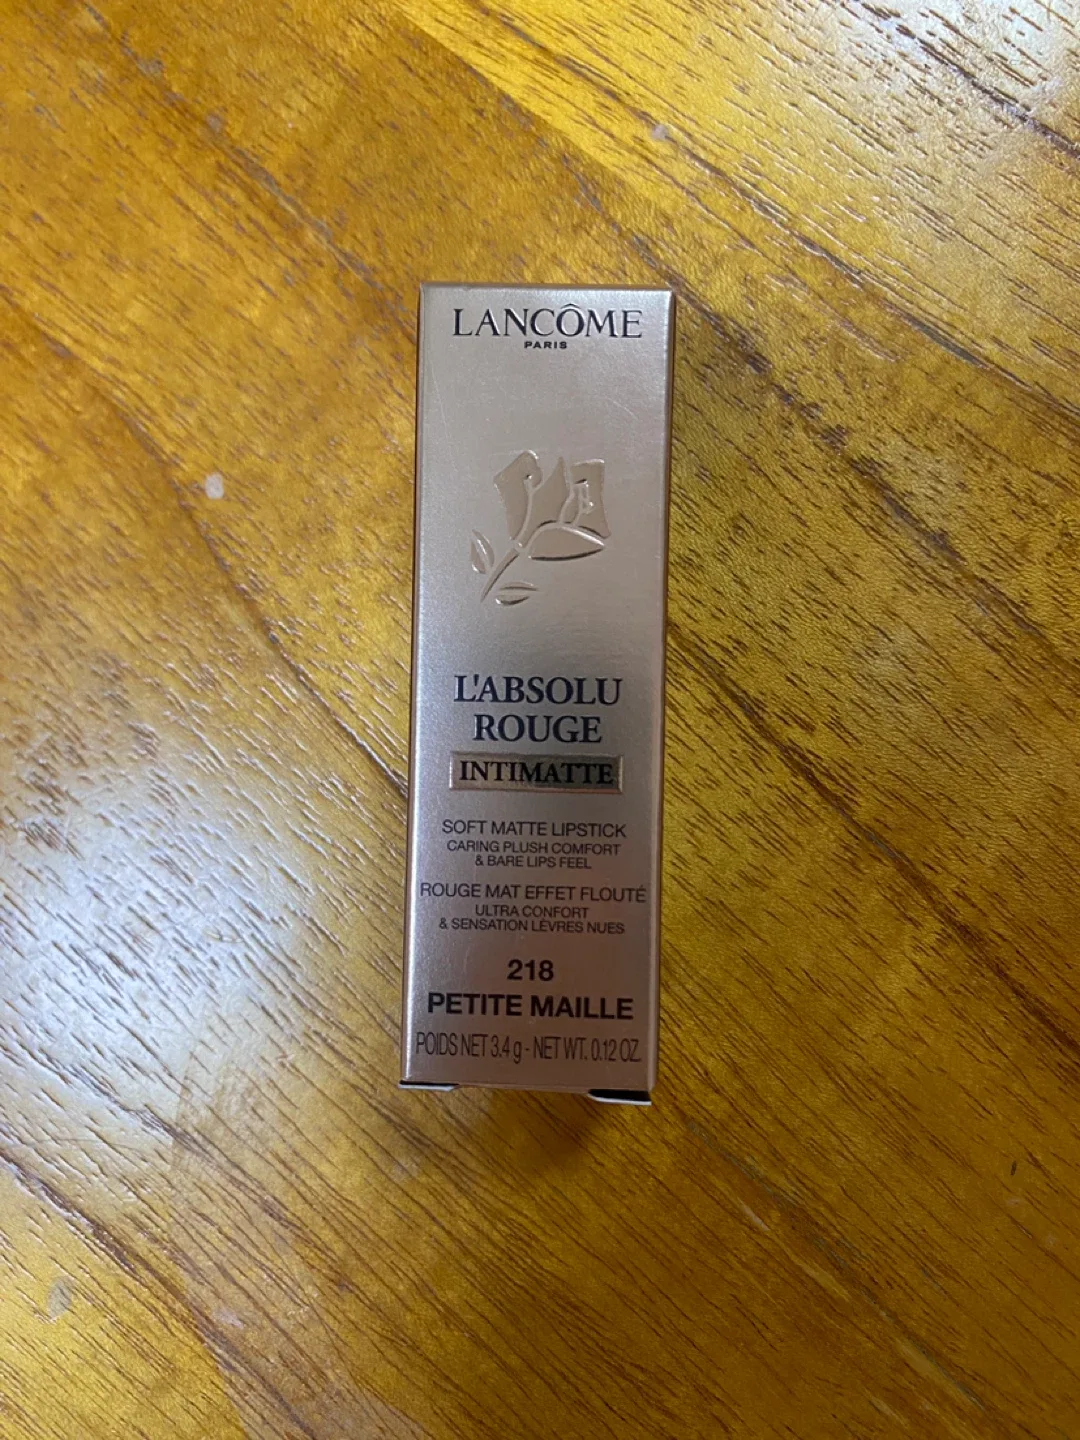 LANCÔME
PARIS
L'ABSOLU
ROUGE
INTIMATTE
SOFT MATTE LIPSTICK
CARING PLUSH COMFORT
& BARE LIPS FEEL
ROUGE MAT EFFET FLOUTÉ
ULTRA CONFORT
& SENSATION LÈVRES NUES
218
PETITE MAILLE
POIDS NET 3.4 g - NET WT. 0.12 OZ.